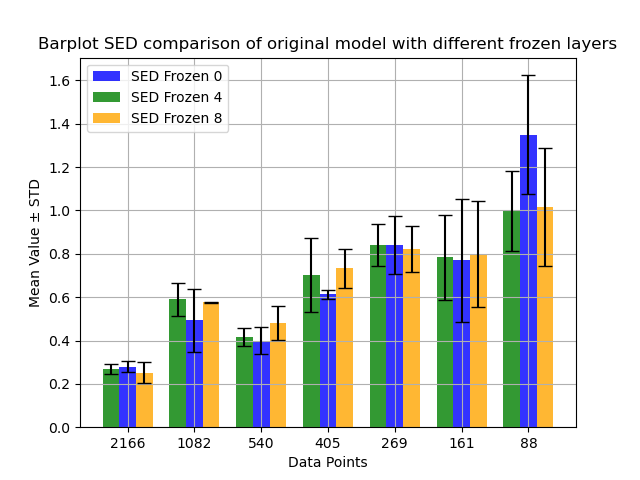 Barplot SED comparison of original model with different frozen layers
SED Frozen 0
SED Frozen 4
SED Frozen 8
Mean Value ± STD
1.6
1.4
1.2
1.0
0.8
0.6
0.4
0.2
0.0
2166 1082 540 405 269 161 88
Data Points